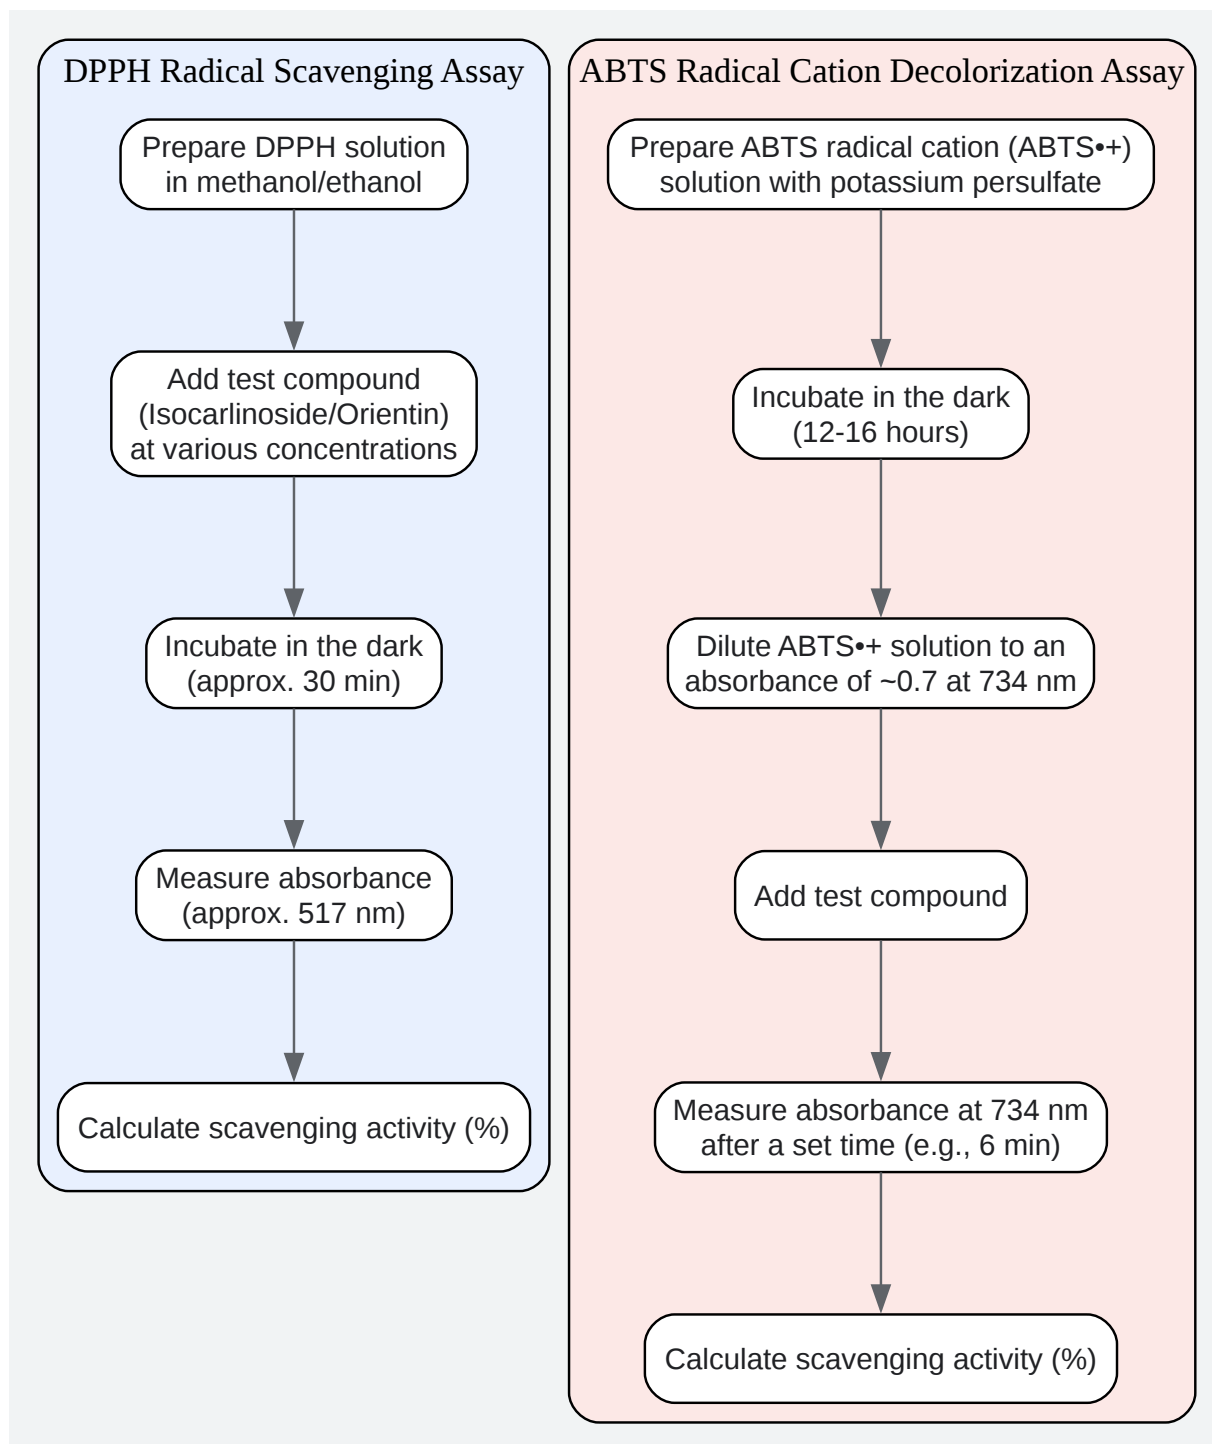 DPPH Radical Scavenging Assay
Prepare DPPH solution
in methanol/ethanol
Add test compound
(Isocarlinoside/Orientin)
at various concentrations
Incubate in the dark
(approx. 30 min)
Measure absorbance
(approx. 517 nm)
Calculate scavenging activity (%)
ABTS Radical Cation Decolorization Assay
Prepare ABTS radical cation (ABTS•+)
solution with potassium persulfate
Incubate in the dark
(12-16 hours)
Dilute ABTS•+ solution to an
absorbance of ~0.7 at 734 nm
Add test compound
Measure absorbance at 734 nm
after a set time (e.g., 6 min)
Calculate scavenging activity (%)